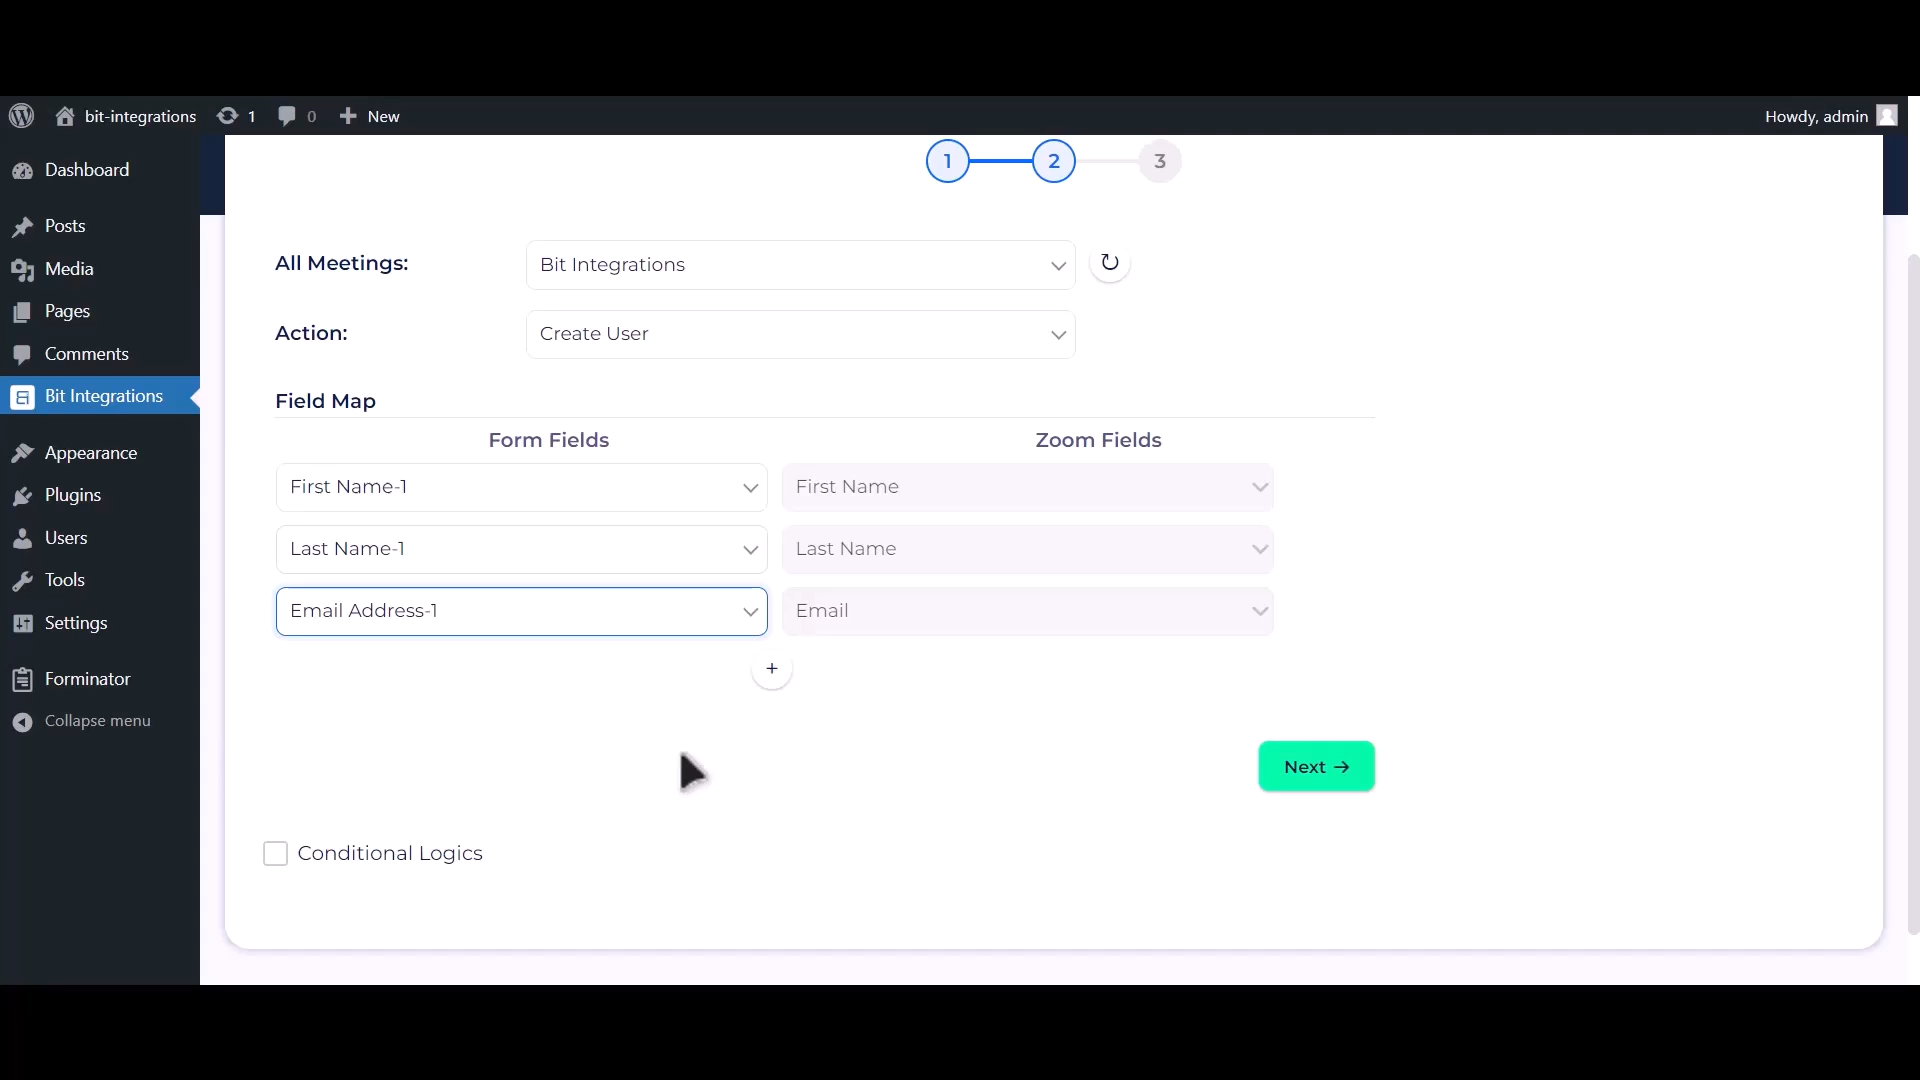 bit-integrations 1 0 New Howdy, admin
Dashboard
Posts
Media
Pages
Comments
Bit Integrations
Appearance
Plugins
Users
Tools
Settings
Forminator
Collapse menu
1 2 3
All Meetings: Bit Integrations
Action: Create User
Field Map
Form Fields Zoom Fields
First Name-1 First Name
Last Name-1 Last Name
Email Address-1 Email
+
Next →
Conditional Logics